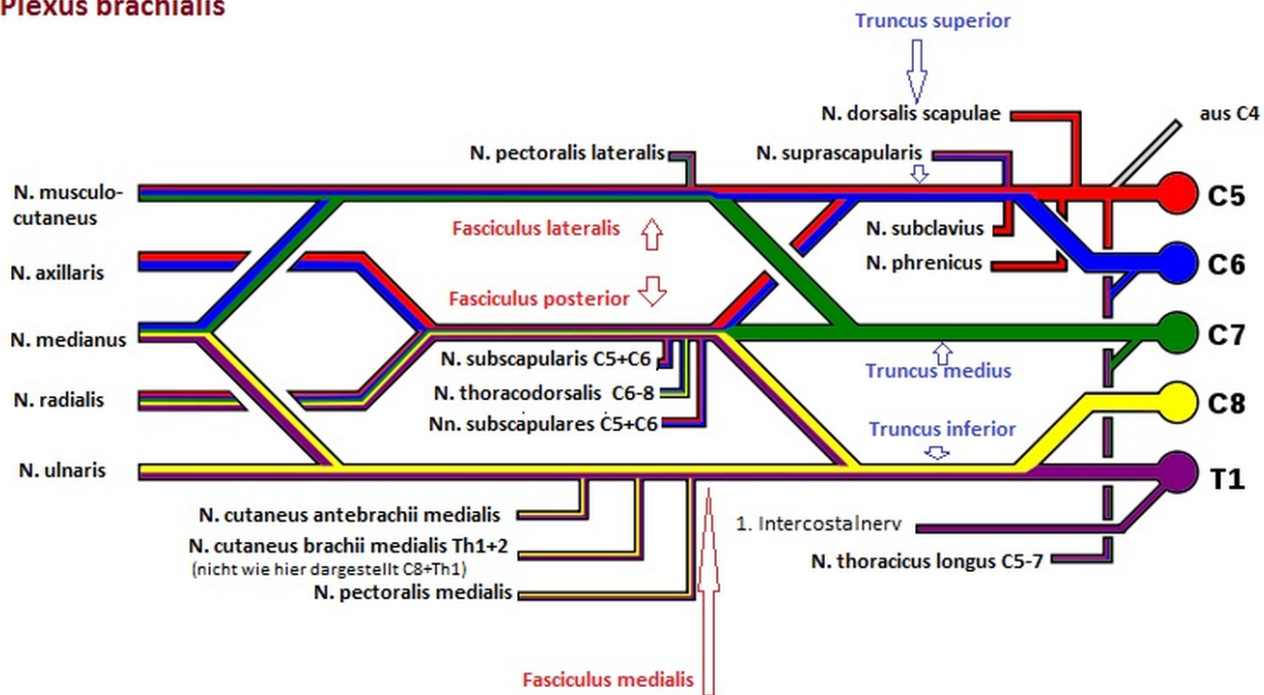 Plexus brachialis
Truncus superior
N. dorsalis scapulae
aus C4
N. pectoralis lateralis
N. suprascapularis
N. musculo-
cutaneus
C5
Fasciculus lateralis
N. subclavius
N. phrenicus
C6
N. axillaris
Fasciculus posterior
N. medianus
C7
N. subscapularis C5+C6
Truncus medius
N. thoracodorsalis C6-8
N. radialis
C8
Nn. subscapulares C5+C6
Truncus inferior
N. ulnaris
T1
N. cutaneus antebrachii medialis
1. Intercostalnerv
N. cutaneus brachii medialis Th1+2
(nicht wie hier dargestellt C8+Th1)
N. thoracicus longus C5-7
N. pectoralis medialis
Fasciculus medialis